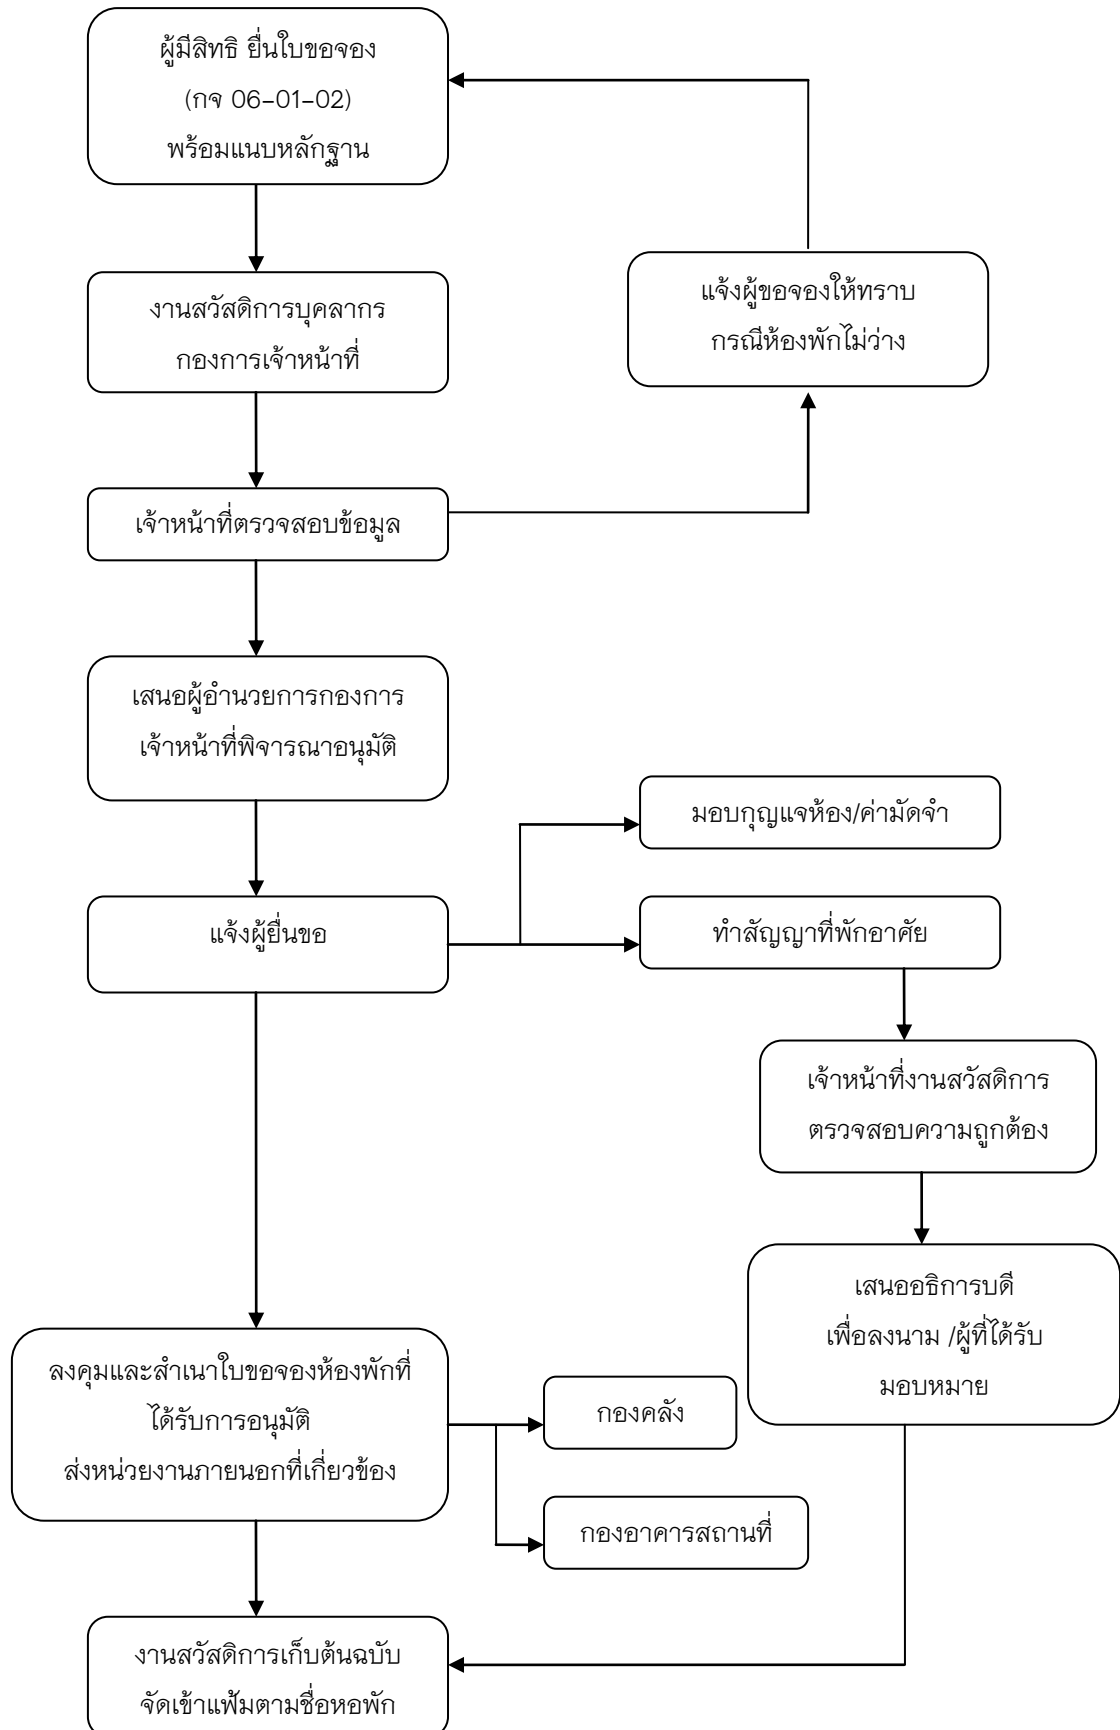 ผู้มีสิทธิ ยื่นใบขอจอง
(กจ 06-01-02)
พร้อมแนบหลักฐาน
งานสวัสดิการบุคลากร
กองการเจ้าหน้าที่
แจ้งผู้ขอจองให้ทราบ
กรณีห้องพักไม่ว่าง
เจ้าหน้าที่ตรวจสอบข้อมูล
เสนอผู้อำนวยการกองการ
เจ้าหน้าที่พิจารณาอนุมัติ
มอบกุญแจห้อง/ค่ามัดจำ
แจ้งผู้ยื่นขอ
ทำสัญญาที่พักอาศัย
เจ้าหน้าที่งานสวัสดิการ
ตรวจสอบความถูกต้อง
เสนออธิการบดี
เพื่อลงนาม /ผู้ที่ได้รับ
มอบหมาย
ลงคุมและสำเนาใบขอจองห้องพักที่
ได้รับการอนุมัติ
ส่งหน่วยงานภายนอกที่เกี่ยวข้อง
กองคลัง
กองอาคารสถานที่
งานสวัสดิการเก็บต้นฉบับ
จัดเข้าแฟ้มตามชื่อหอพัก